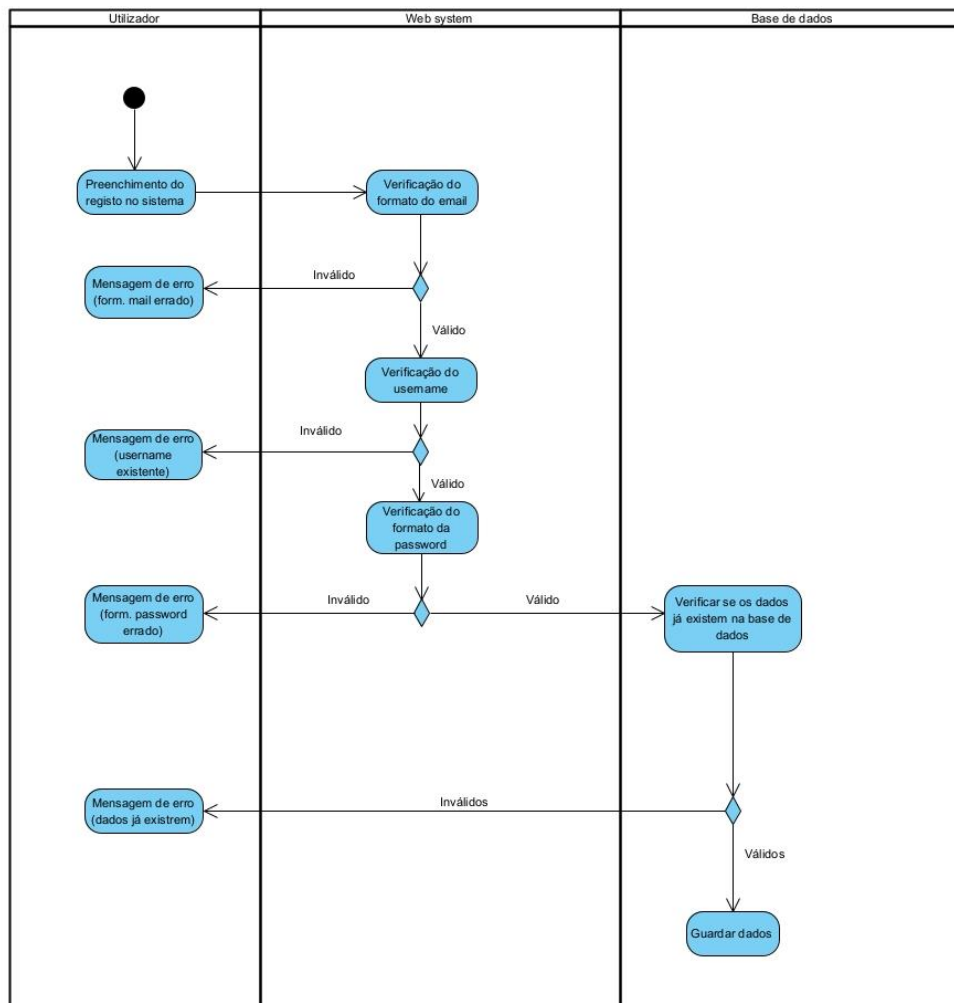 Utilizador
Web system
Base de dados
Preenchimento do
registo no sistema
Verificação do
formato do email
Mensagem de erro
(form. mail errado)
Inválido
Válido
Verificação do
username
Mensagem de erro
(username
existente)
Inválido
Válido
Verificação do
formato da
password
Mensagem de erro
(form. password
errado)
Inválido
Válido
Verificar se os dados
já existem na base de
dados
Mensagem de erro
(dados já existrem)
Inválidos
Válidos
Guardar dados